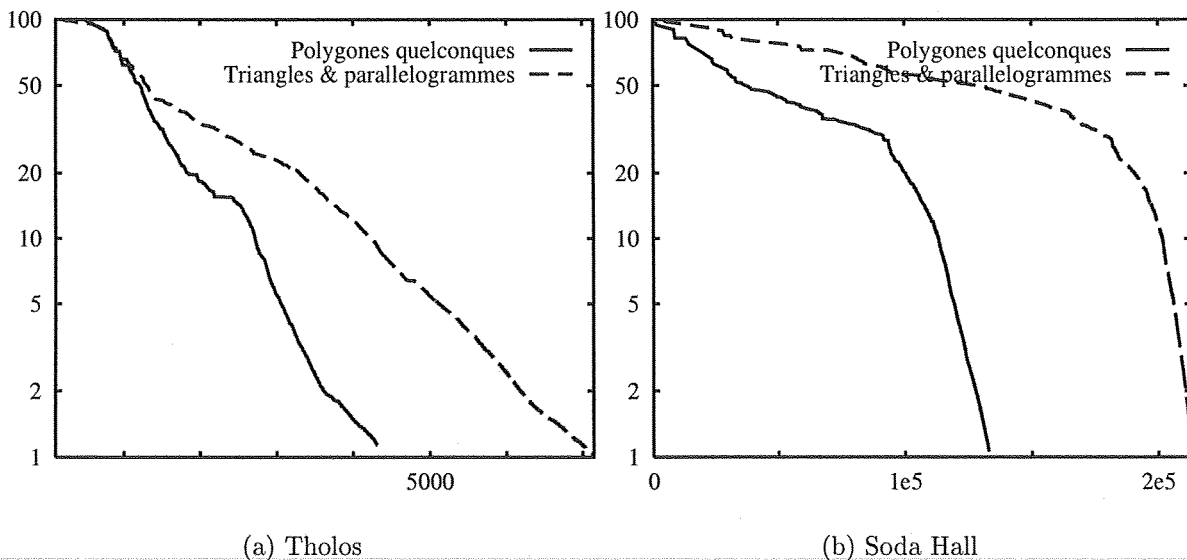 100
50
20
10
5
2
1
Polygones quelconques
Triangles & parallelogrammes
5000
(a) Tholos
100
50
20
10
5
2
1
Polygones quelconques
Triangles & parallelogrammes
0
1e5
2e5
(b) Soda Hall